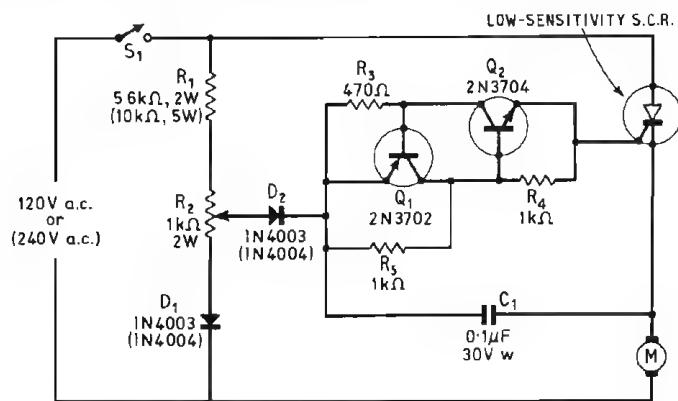 LOW-SENSITIVITY S.C.R.
S1
R1
5·6kΩ, 2W
(10kΩ, 5W)
R3
470Ω
Q2
2N3704
120V a.c.
or
(240V a.c.)
R2
1kΩ
2W
D2
1N4003
(1N4004)
Q1
2N3702
R4
1kΩ
R5
1kΩ
D1
1N4003
(1N4004)
C1
0·1μF
30V w
M